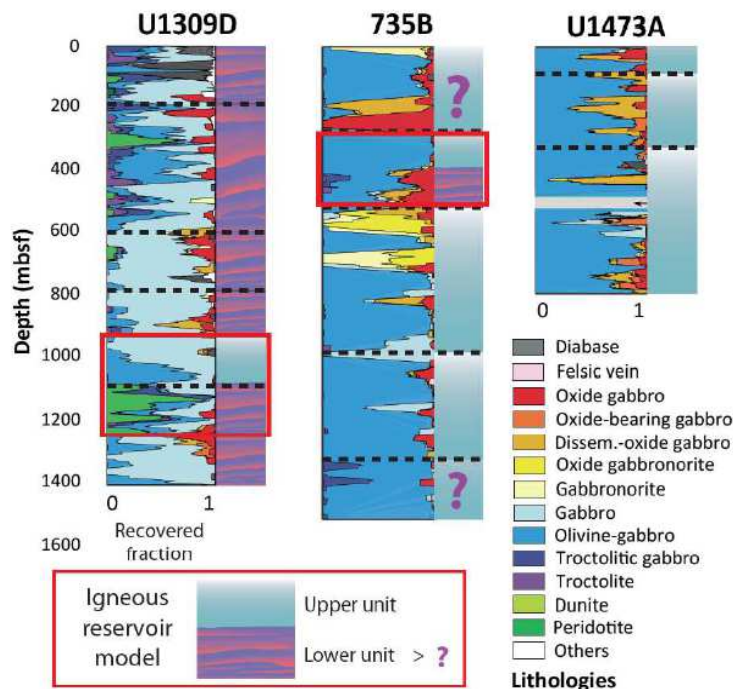 U1309D
735B
U1473A
Depth (mbsf)
0
200
400
600
800
1000
1200
1400
1600
0 1
Recovered
fraction
?
?
0 1
Diabase
Felsic vein
Oxide gabbro
Oxide-bearing gabbro
Dissem.-oxide gabbro
Oxide gabbronorite
Gabbronorite
Gabbro
Olivine-gabbro
Troctolitic gabbro
Troctolite
Dunite
Peridotite
Others
Lithologies
Igneous
reservoir
model
Upper unit
Lower unit > ?